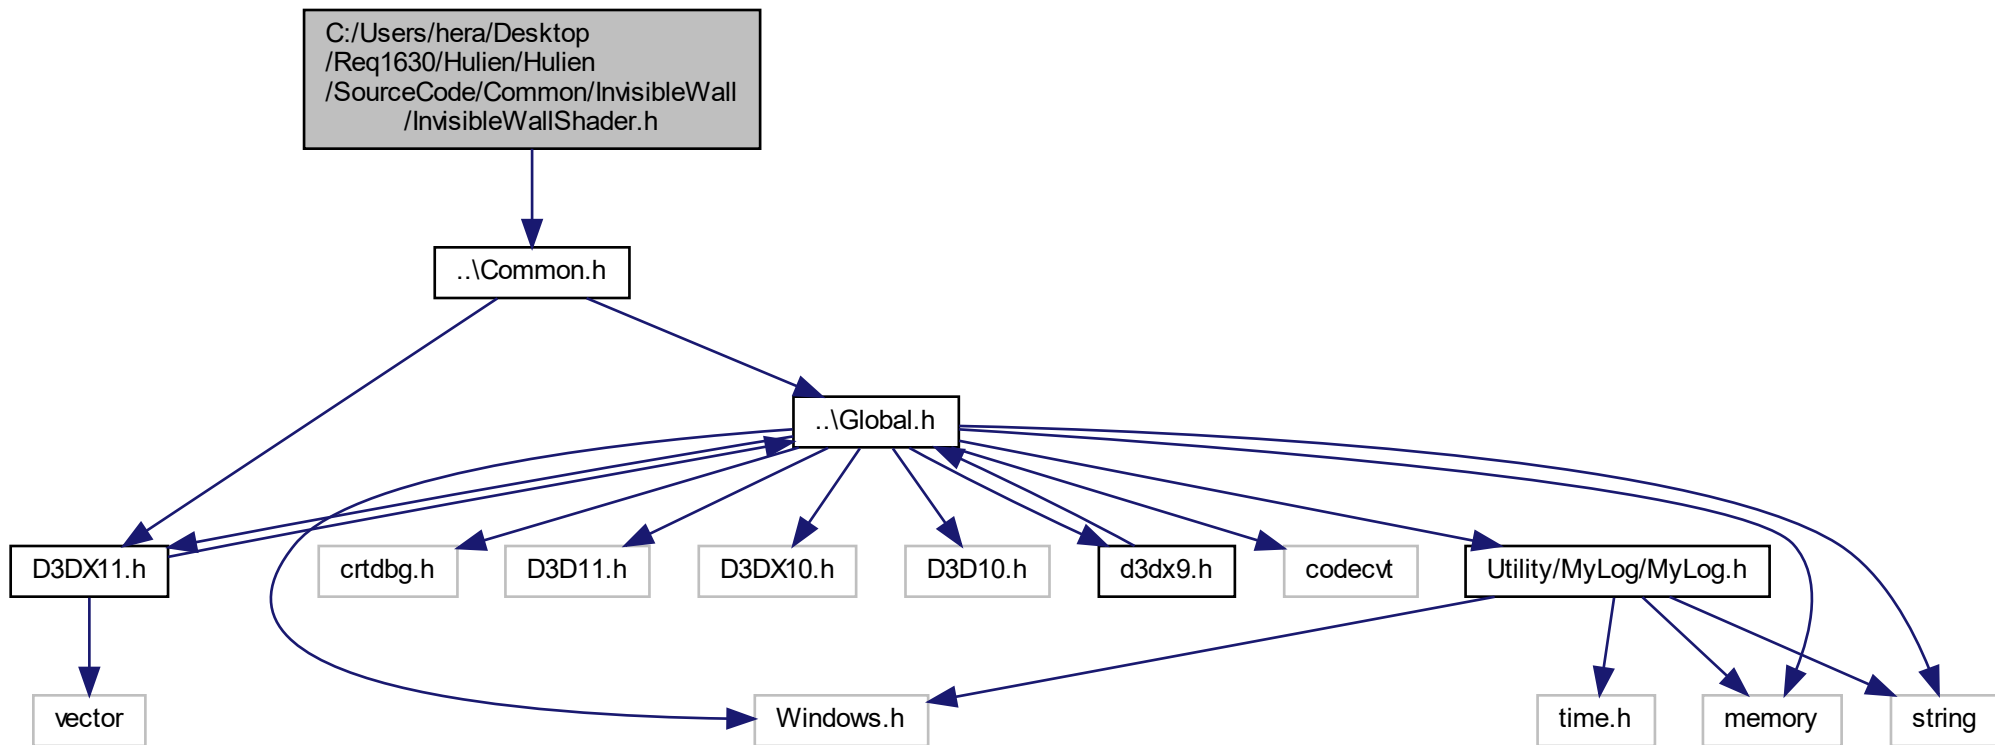 C:/Users/hera/Desktop
/Req1630/Hulien/Hulien
/SourceCode/Common/InvisibleWall
/InvisibleWallShader.h
..\Common.h
..\Global.h
D3DX11.h
crtdbg.h
D3D11.h
D3DX10.h
D3D10.h
d3dx9.h
codecvt
Utility/MyLog/MyLog.h
vector
Windows.h
time.h
memory
string